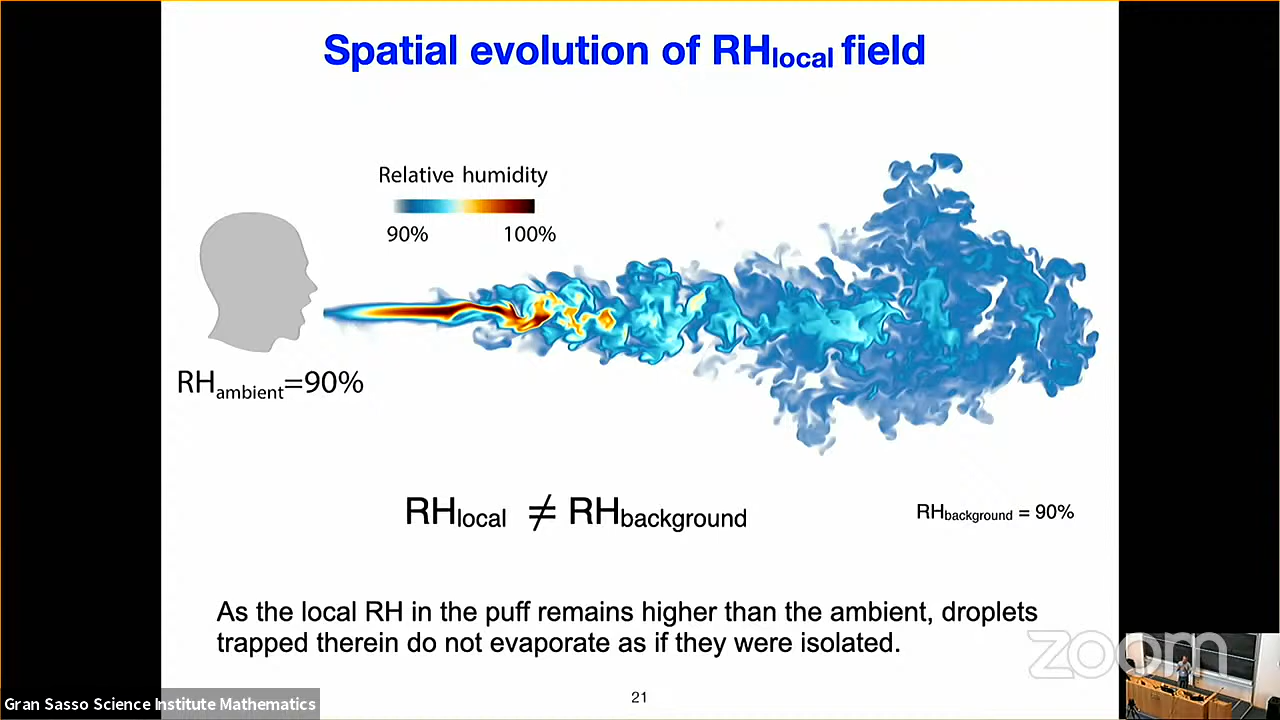 Spatial evolution of RHlocal field
Relative humidity
90% 100%
RHambient=90%
RHlocal ≠ RHbackground
RHbackground = 90%
As the local RH in the puff remains higher than the ambient, droplets
trapped therein do not evaporate as if they were isolated.
zoom
Gran Sasso Science Institute Mathematics
21